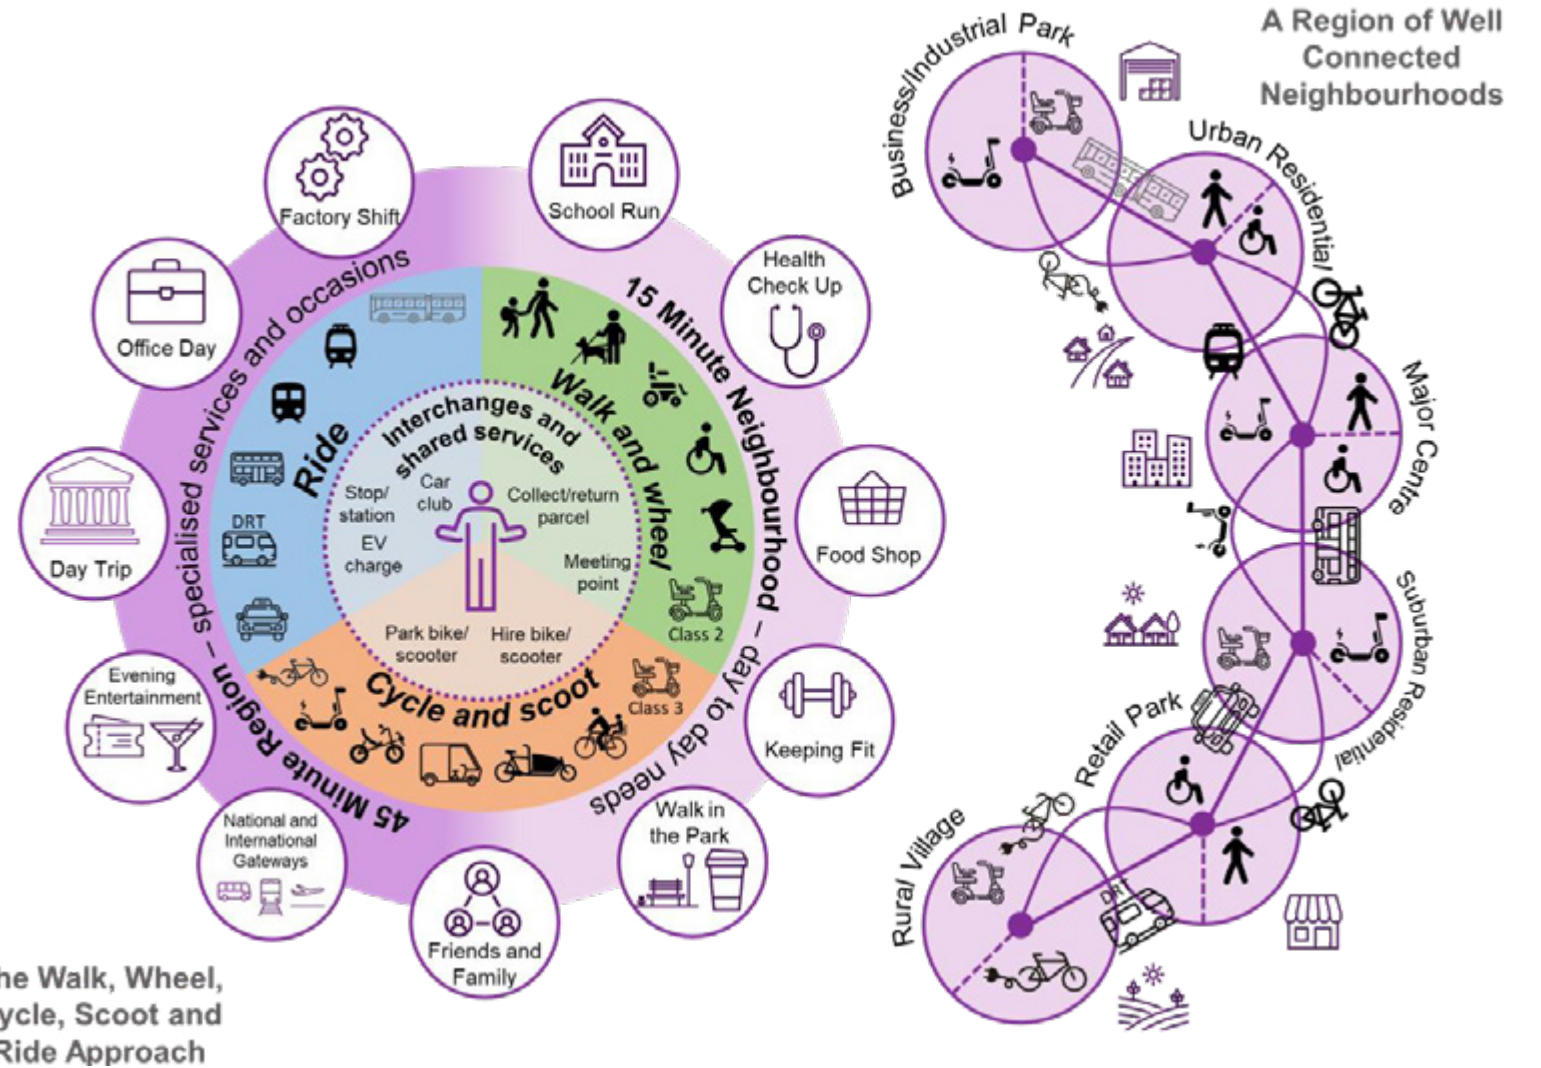 A Region of Well
Connected
Neighbourhoods
Factory Shift
School Run
Health
Check Up
Food Shop
Keeping Fit
Walk in
the Park
Friends and
Family
National and
International
Gateways
Evening
Entertainment
Day Trip
Office Day
45 Minute Region – specialised services and occasions
15 Minute Neighbourhood – day to day needs
Ride
DRT
Walk and wheel
Class 2
Cycle and scoot
Class 3
Interchanges and
shared services
Stop/
station
Car
club
Collect/return
parcel
EV
charge
Meeting
point
Park bike/
scooter
Hire bike/
scooter
he Walk, Wheel,
ycle, Scoot and
Ride Approach
Business/Industrial Park
Urban Residential
Major Centre
Suburban Residential
Retail Park
Rural Village
DRT